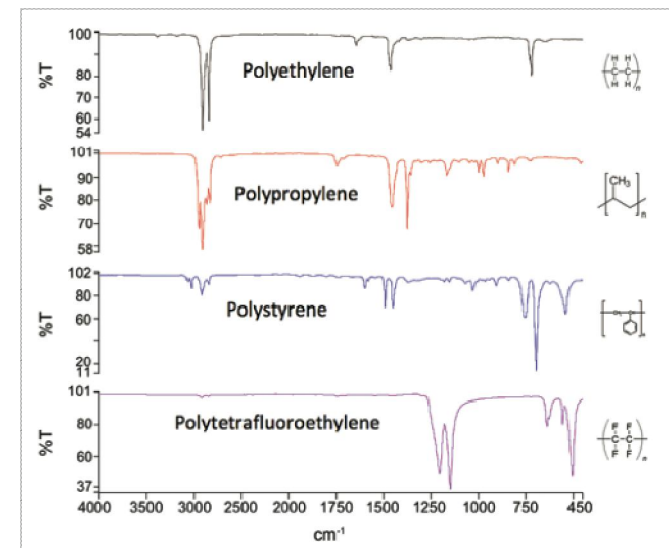 %T
100
90
80
70
60
54
Polyethylene
H H
C C
H H
n
%T
101
90
80
70
58
Polypropylene
CH₃
n
%T
102
80
60
20
11
Polystyrene
%T
101
80
60
37
Polytetrafluoroethylene
F F
C C
F F
n
4000 3500 2500 2000 1750 1500 1250 1000 750 450
cm⁻¹